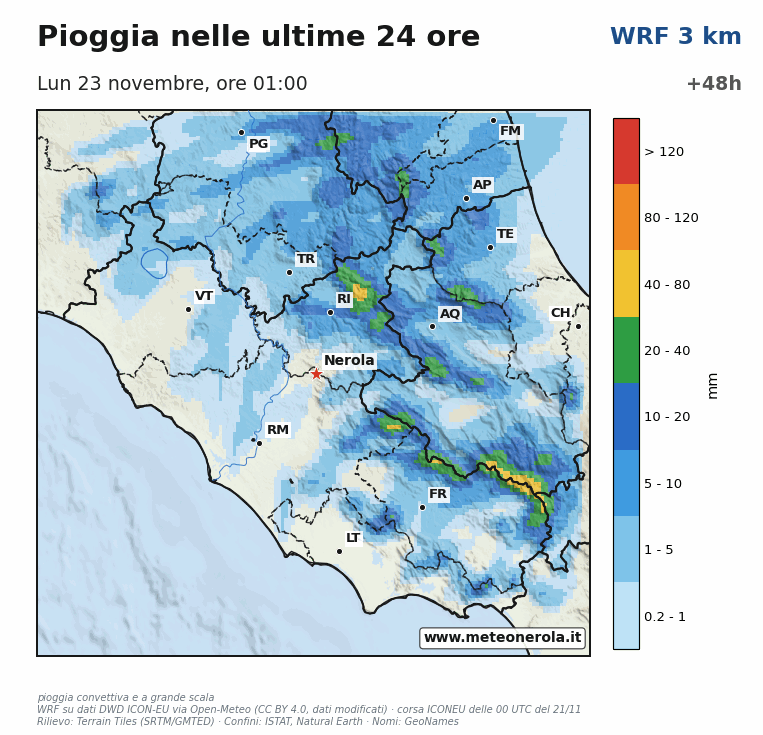 Pioggia nelle ultime 24 ore
WRF 3 km
Lun 23 novembre, ore 01:00
+48h
PG
FM
AP
TE
TR
VT
RI
AQ
CH
Nerola
RM
FR
LT
www.meteonerola.it
> 120
80 - 120
40 - 80
20 - 40
10 - 20
5 - 10
1 - 5
0.2 - 1
mm
pioggia convettiva e a grande scala
WRF su dati DWD ICON-EU via Open-Meteo (CC BY 4.0, dati modificati) · corsa ICONEU delle 00 UTC del 21/11
Rilievo: Terrain Tiles (SRTM/GMTED) · Confini: ISTAT, Natural Earth · Nomi: GeoNames